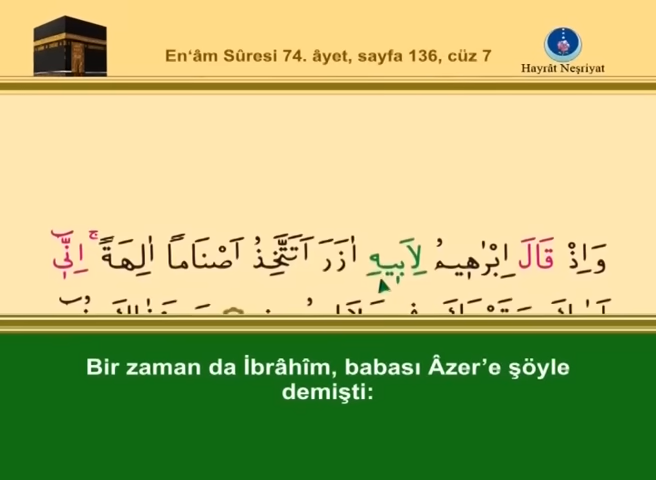 En‘âm Sûresi 74. âyet, sayfa 136, cüz 7
Hayrât Neşriyat
وَاِذْ قَالَ اِبْرٰه۪يمُ لِاَب۪يهِ اٰزَرَ اَتَتَّخِذُ اَصْنَامًا اٰلِهَةًۚ اِنّ۪ٓي
Bir zaman da İbrâhîm, babası Âzer’e şöyle
demişti: